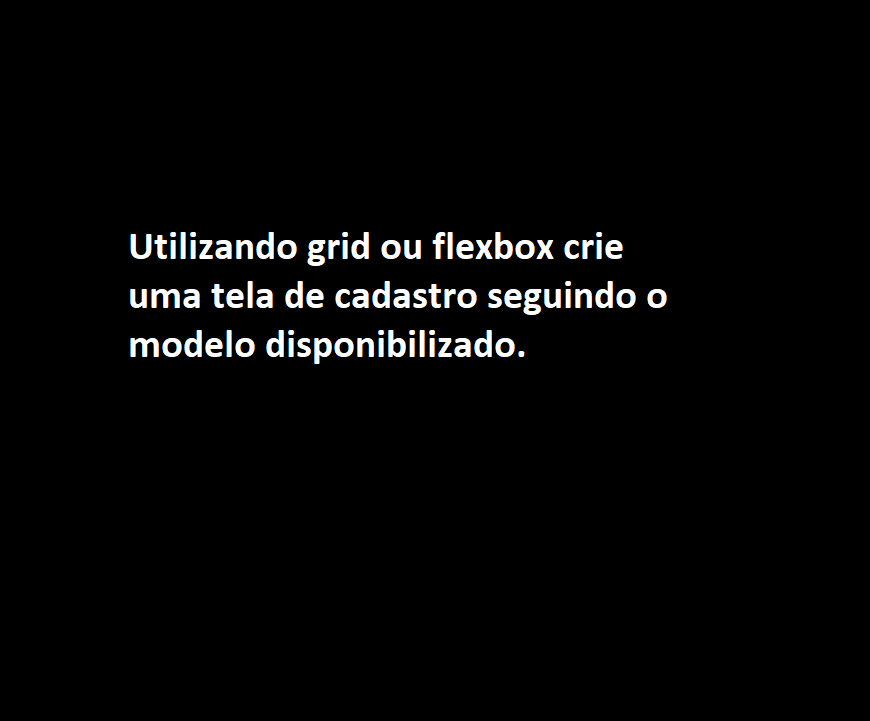 Utilizando grid ou flexbox crie
uma tela de cadastro seguindo o
modelo disponibilizado.